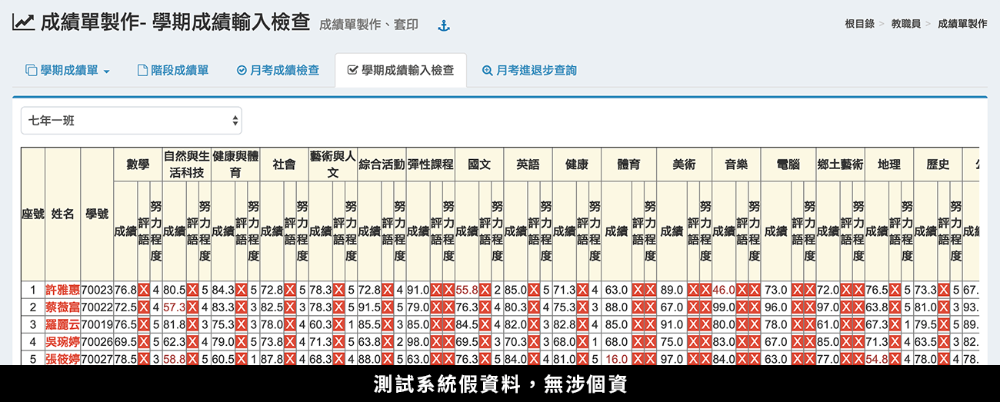 成績單製作- 學期成績輸入檢查 成績單製作、套印
根目錄 > 教職員 > 成績單製作
學期成績單 階段成績單 月考成績檢查 學期成績輸入檢查 月考進退步查詢
七年一班
座號 姓名 學號 數學 自然與生活科技 健康與體育 社會 藝術與人文 綜合活動 彈性課程 國文 英語 健康 體育 美術 音樂 電腦 鄉土藝術 地理 歷史
成績 評語 努力程度 成績 評語 努力程度 成績 評語 努力程度 成績 評語 努力程度 成績 評語 努力程度 成績 評語 努力程度 成績 評語 努力程度 成績 評語 努力程度 成績 評語 努力程度 成績 評語 努力程度 成績 評語 努力程度 成績 評語 努力程度 成績 評語 努力程度 成績 評語 努力程度 成績 評語 努力程度 成績 評語 努力程度 成績 評語 努力程度 成
1 許雅惠 70023 76.8 X 4 80.5 X 5 84.3 X 5 72.8 X 5 78.3 X 5 72.8 X 4 91.0 X X 55.8 X 2 85.0 X 5 71.3 X 4 63.0 X X 89.0 X X 46.0 X X 73.0 X X 72.0 X X 76.5 X 5 73.3 X 5 67.
2 蔡薇富 70022 72.5 X 4 57.3 X 4 83.3 X 3 82.5 X 3 78.3 X 5 91.5 X 5 79.0 X X 76.3 X 4 80.3 X 4 75.3 X 3 88.0 X X 67.0 X X 99.0 X X 96.0 X X 97.0 X X 63.8 X 5 81.0 X 3 93.
3 羅麗云 70019 76.5 X 5 81.8 X 3 75.3 X 3 78.0 X 4 60.3 X 1 85.5 X 3 85.0 X X 84.5 X 4 82.0 X 3 82.8 X 4 85.0 X X 91.0 X X 80.0 X X 78.0 X X 61.0 X X 67.3 X 1 79.5 X 5 89.
4 吳琬婷 70026 69.5 X 5 62.3 X 4 79.0 X 5 73.8 X 4 71.3 X 5 63.8 X 2 98.0 X X 69.5 X 3 70.3 X 3 68.0 X 1 68.0 X X 75.0 X X 83.0 X X 67.0 X X 85.0 X X 71.3 X 4 63.5 X 3 82.
5 張筱婷 70027 78.5 X 3 58.8 X 5 60.5 X 1 87.8 X 4 68.3 X 4 88.0 X 5 63.0 X X 76.3 X 5 84.0 X 4 81.0 X 5 16.0 X X 97.0 X X 84.0 X X 63.0 X X 77.0 X X 54.8 X 4 78.0 X 4 78.
測試系統假資料，無涉個資